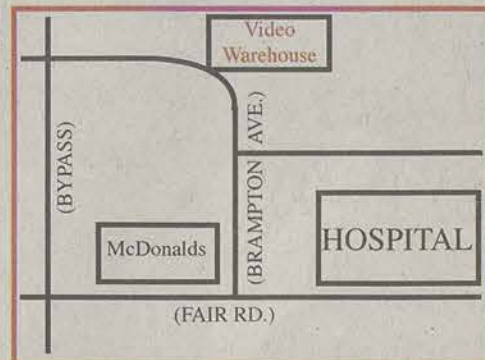 Video
Warehouse
(BYPASS)
(BRAMPTON AVE.)
McDonalds
HOSPITAL
(FAIR RD.)